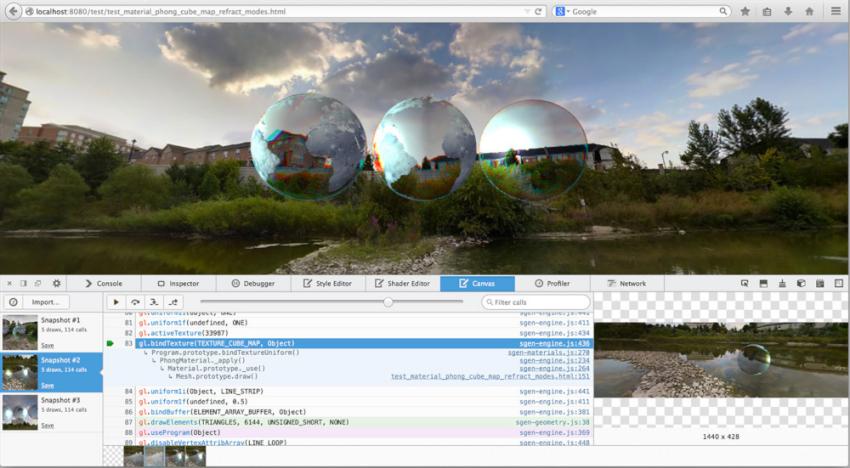 localhost:8080/test/test_material_phong_cube_map_refract_modes.html
Google
Console
Inspector
Debugger
Style Editor
Shader Editor
Canvas
Profiler
Network
Import...
Filter calls
Snapshot #1
5 draws, 114 calls
Save
Snapshot #2
5 draws, 114 calls
Save
Snapshot #3
5 draws, 114 calls
Save
81 gl.uniform1f(undefined, ONE) sgen-engine.js:441
82 gl.activeTexture(33987) sgen-engine.js:434
83 gl.bindTexture(TEXTURE_CUBE_MAP, Object) sgen-engine.js:436
Program.prototype.bindTextureUniform() sgen-materials.js:270
PhongMaterial._apply() sgen-engine.js:234
Material.prototype._use() sgen-engine.js:264
Mesh.prototype.draw() test_material_phong_cube_map_refract_modes.html:151
84 gl.uniform1i(Object, LINE_STRIP) sgen-engine.js:441
85 gl.uniform1f(undefined, 0.5) sgen-engine.js:411
86 gl.bindBuffer(ELEMENT_ARRAY_BUFFER, Object) sgen-engine.js:381
87 gl.drawElements(TRIANGLES, 6144, UNSIGNED_SHORT, NONE) sgen-geometry.js:38
88 gl.useProgram(Object) sgen-engine.js:369
89 gl.disableVertexAttribArray(LINE_LOOP) sgen-engine.js:448
1440 x 428